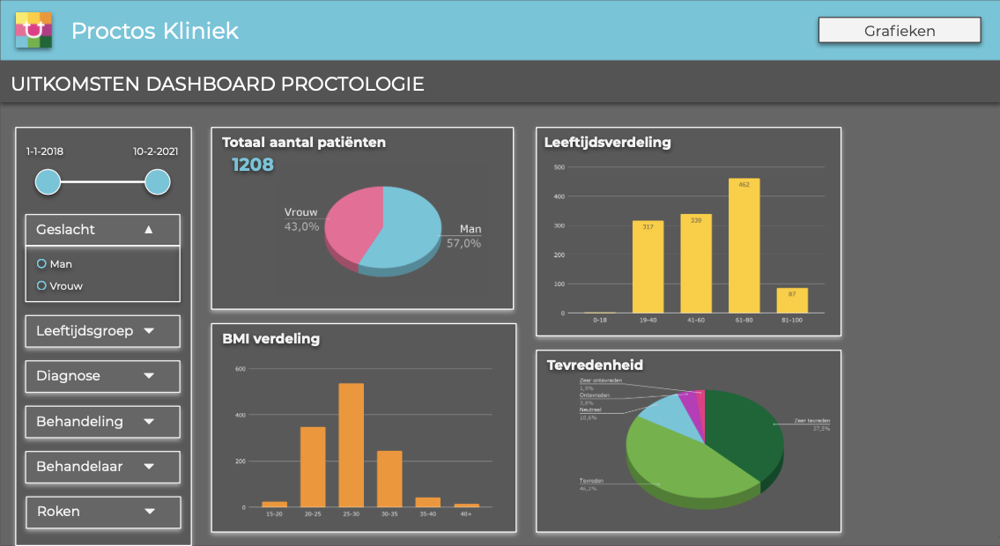 Proctos Kliniek
Grafieken
UITKOMSTEN DASHBOARD PROCTOLOGIE
1-1-2018
10-2-2021
Geslacht ▲
Man
Vrouw
Leeftijdsgroep ▼
Diagnose ▼
Behandeling ▼
Behandelaar ▼
Roken ▼
Totaal aantal patiënten
1208
Vrouw
43,0%
Man
57,0%
BMI verdeling
600
400
200
0
15-20
20-25
25-30
30-35
35-40
40+
Leeftijdsverdeling
500
400
300
200
100
0
317
339
462
87
0-18
19-40
41-60
61-80
81-100
Tevredenheid
Zeer ontevreden
1,9%
Ontevreden
3,8%
Neutraal
10,6%
Zeer tevreden
37,5%
Tevreden
46,2%